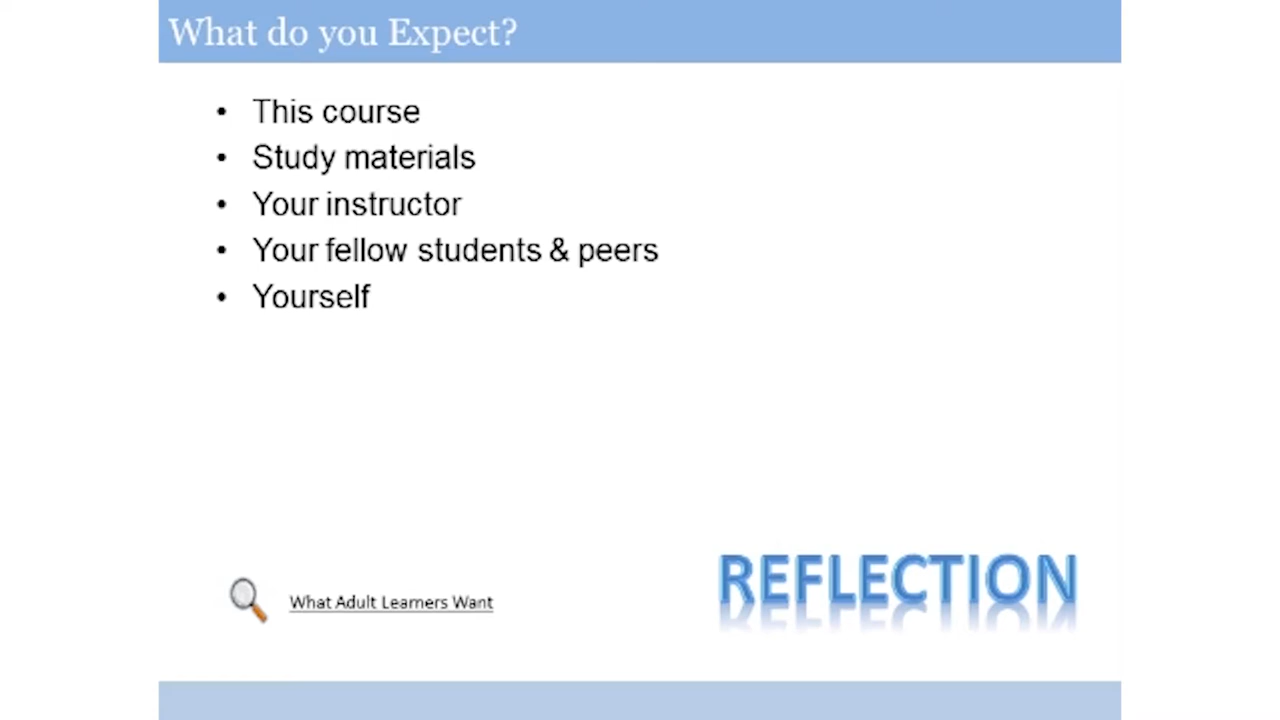 What do you Expect?
• This course
• Study materials
• Your instructor
• Your fellow students & peers
• Yourself
What Adult Learners Want
REFLECTION